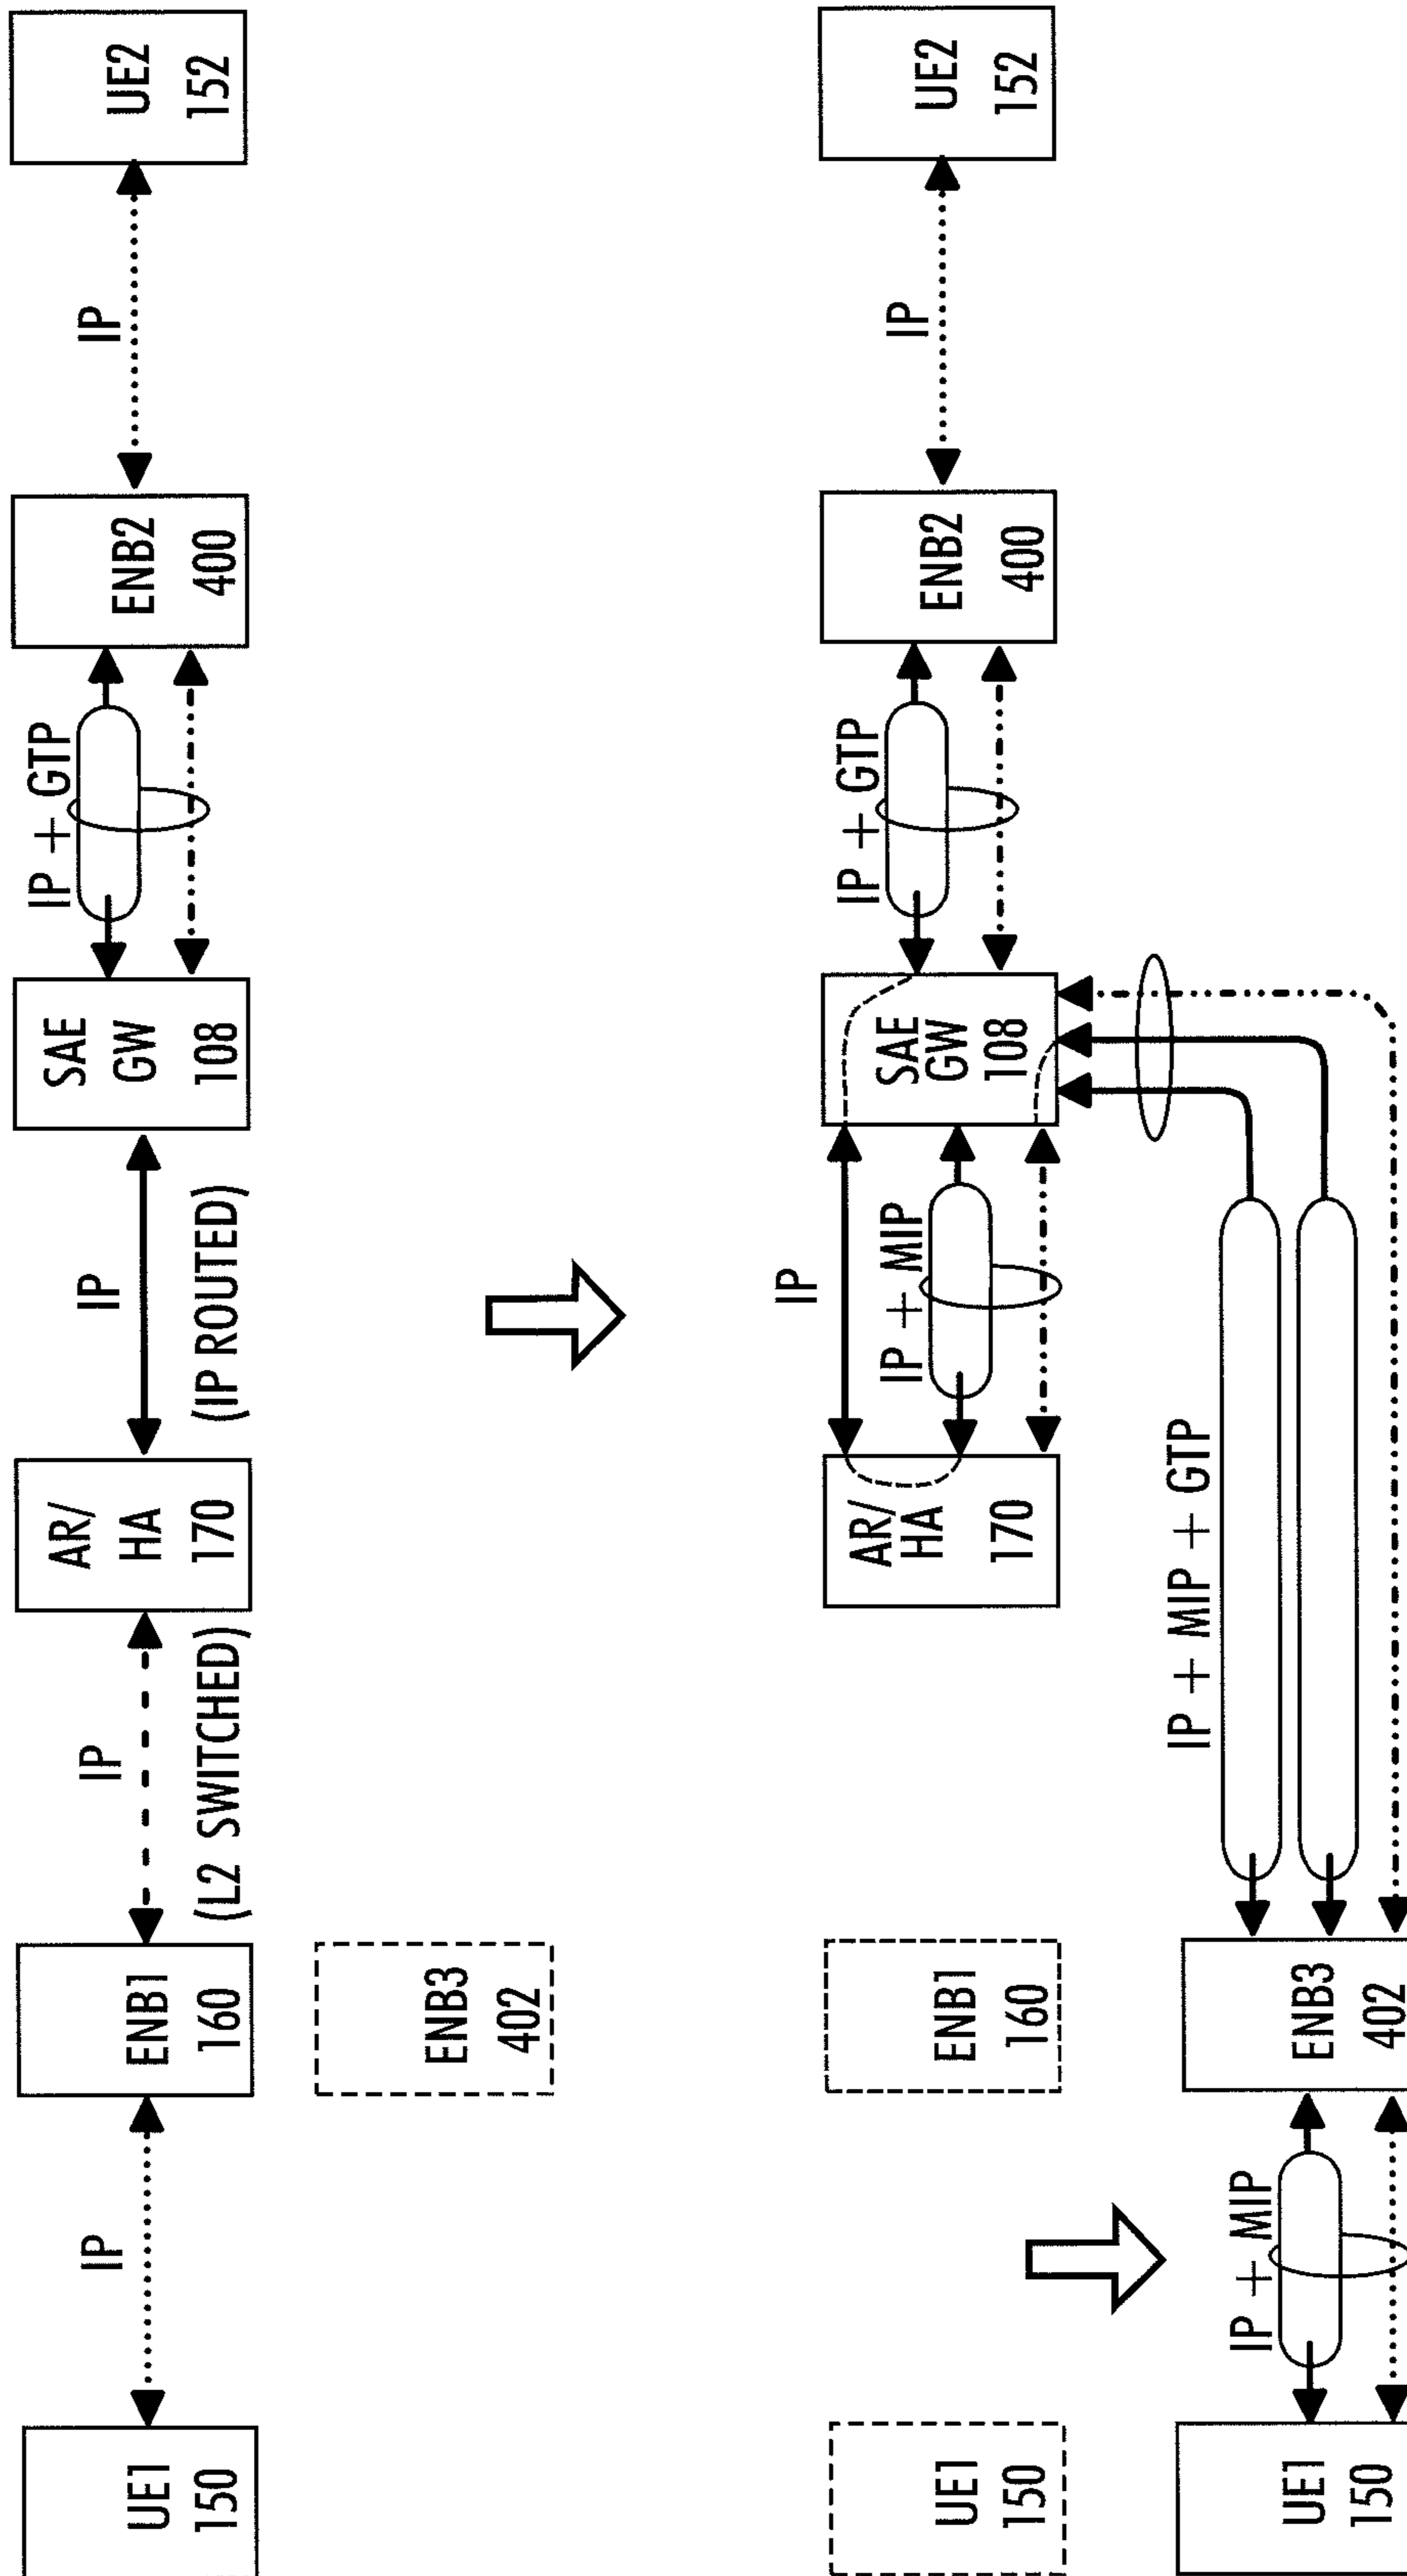 UE1
150
IP
ENB1
160
IP
(L2 SWITCHED)
AR/
HA
170
IP
(IP ROUTED)
SAE
GW
108
IP + GTP
ENB2
400
IP
UE2
152
ENB3
402
UE1
150
ENB1
160
AR/
HA
170
IP
IP + MIP
SAE
GW
108
IP + GTP
ENB2
400
IP
UE2
152
UE1
150
IP + MIP
ENB3
402
IP + MIP + GTP